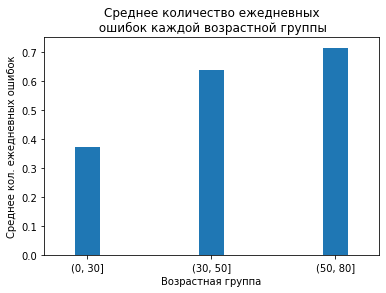 Среднее количество ежедневных
ошибок каждой возрастной группы
Среднее кол. ежедневных ошибок
0.7
0.6
0.5
0.4
0.3
0.2
0.1
0.0
(0, 30]
(30, 50]
(50, 80]
Возрастная группа